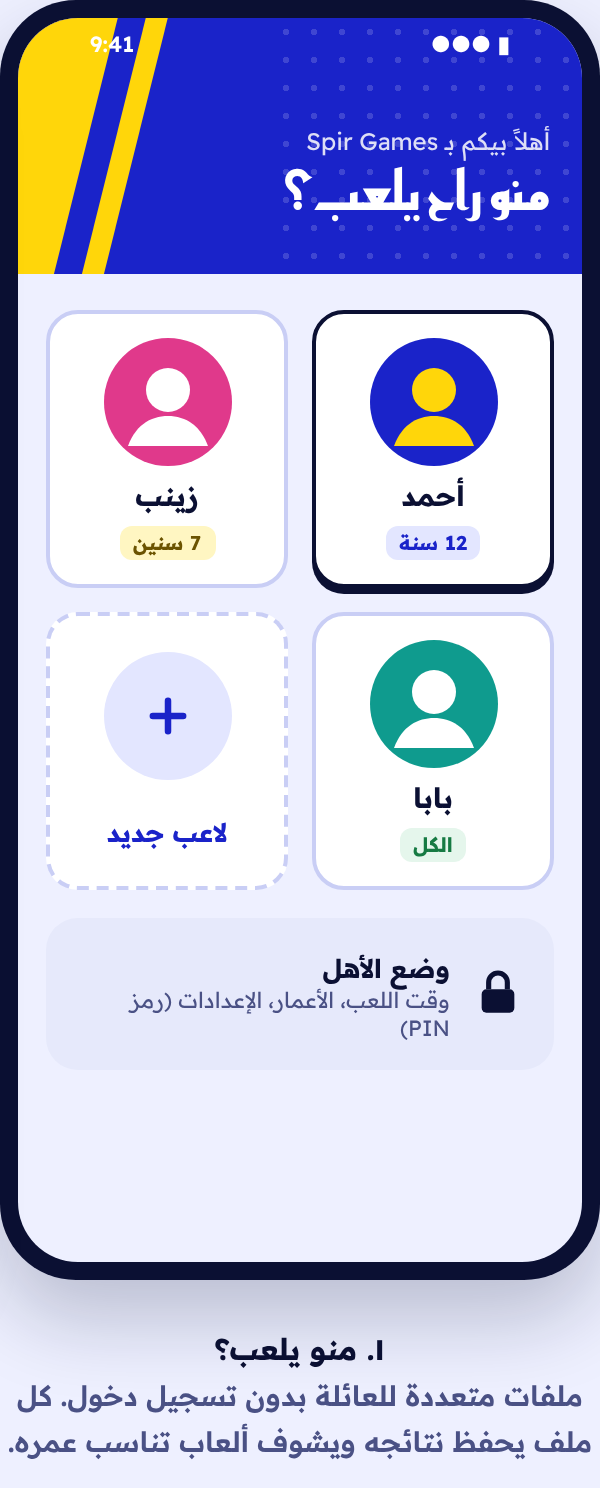 9:41
أهلاً بيكم بـ Spir Games
منو راح يلعب؟
أحمد
12 سنة
زينب
7 سنين
بابا
الكل
لاعب جديد
وضع الأهل
وقت اللعب، الأعمار، الإعدادات (رمز
PIN)
١. منو يلعب؟
ملفات متعددة للعائلة بدون تسجيل دخول. كل
ملف يحفظ نتائجه ويشوف ألعاب تناسب عمره.